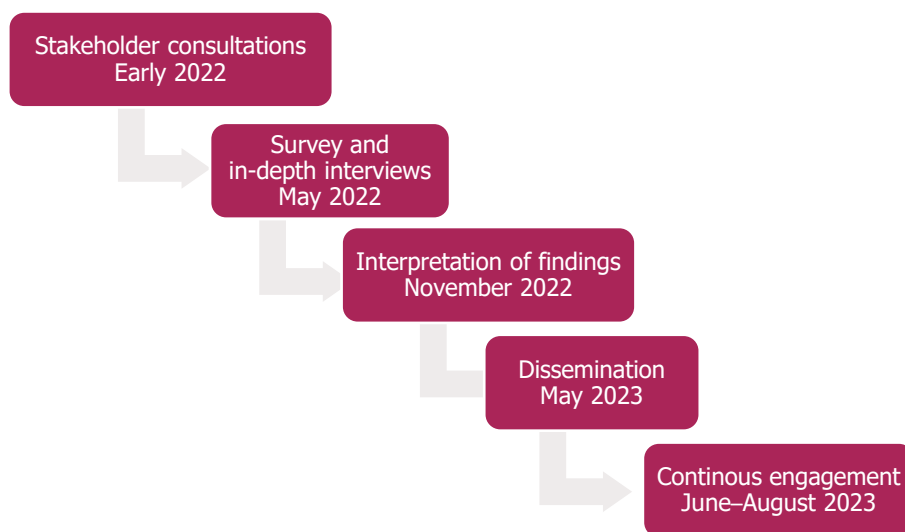 Stakeholder consultations
Early 2022
Survey and
in-depth interviews
May 2022
Interpretation of findings
November 2022
Dissemination
May 2023
Continous engagement
June–August 2023